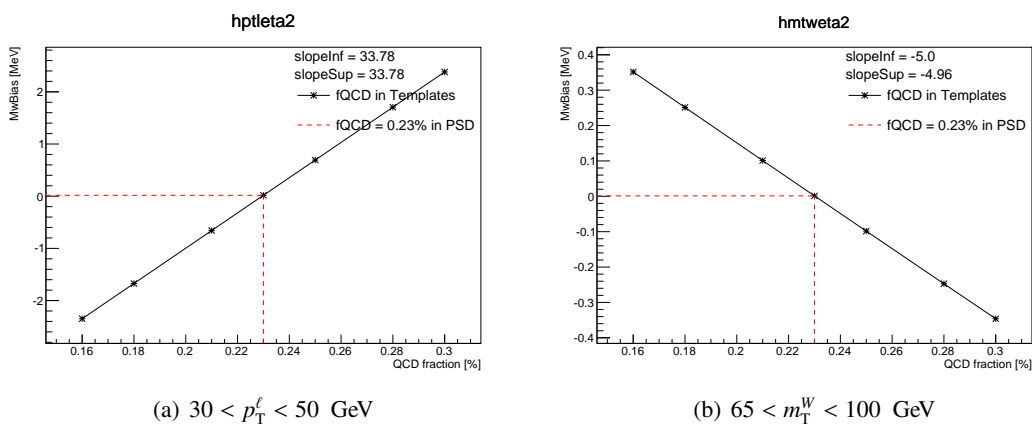 hptleta2
MwBias [MeV]
slopeInf = 33.78
slopeSup = 33.78
fQCD in Templates
fQCD = 0.23% in PSD
2
1
0
-1
-2
0.16 0.18 0.2 0.22 0.24 0.26 0.28 0.3
QCD fraction [%]
(a) 30 < p_T^ℓ < 50 GeV
hmtweta2
MwBias [MeV]
slopeInf = -5.0
slopeSup = -4.96
fQCD in Templates
fQCD = 0.23% in PSD
0.4
0.3
0.2
0.1
0
-0.1
-0.2
-0.3
-0.4
0.16 0.18 0.2 0.22 0.24 0.26 0.28 0.3
QCD fraction [%]
(b) 65 < m_T^W < 100 GeV